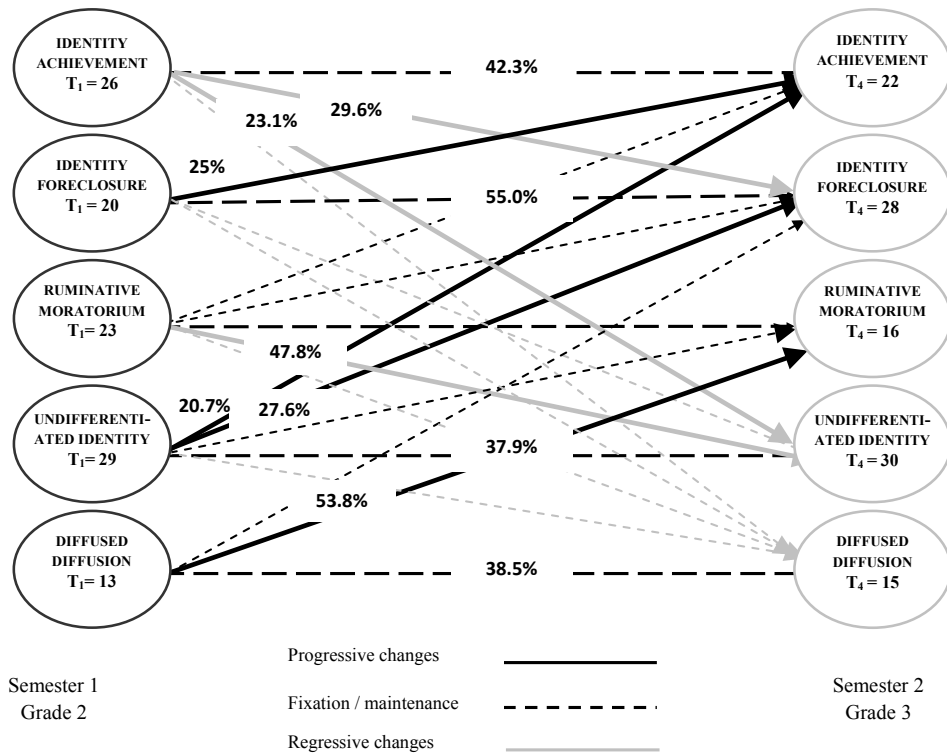 IDENTITY
ACHIEVEMENT
T1 = 26
42.3%
IDENTITY
ACHIEVEMENT
T4 = 22
23.1%
29.6%
25%
IDENTITY
FORECLOSURE
T1 = 20
55.0%
IDENTITY
FORECLOSURE
T4 = 28
RUMINATIVE
MORATORIUM
T1= 23
47.8%
RUMINATIVE
MORATORIUM
T4 = 16
20.7%
27.6%
UNDIFFERENTI-
ATED IDENTITY
T1= 29
37.9%
UNDIFFERENTI-
ATED IDENTITY
T4 = 30
53.8%
DIFFUSED
DIFFUSION
T1= 13
38.5%
DIFFUSED
DIFFUSION
T4 = 15
Semester 1
Grade 2
Progressive changes
Fixation / maintenance
Regressive changes
Semester 2
Grade 3